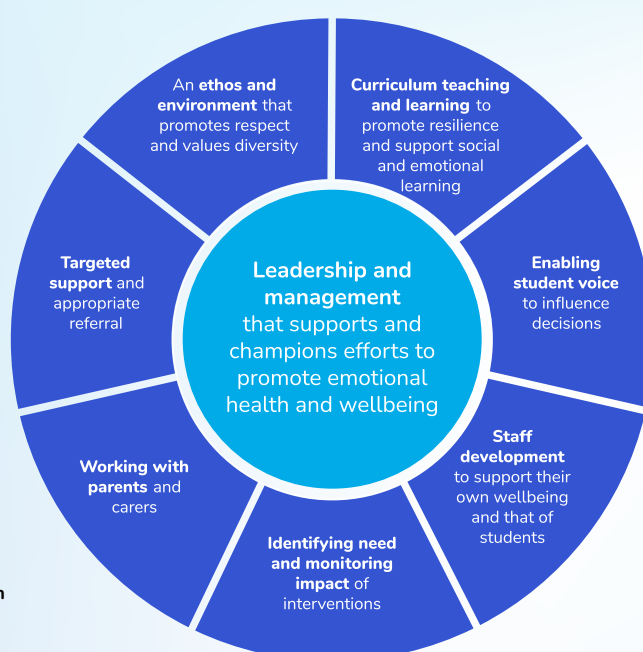 An ethos and
environment that
promotes respect
and values diversity
Curriculum teaching
and learning to
promote resilience
and support social
and emotional
learning
Enabling
student voice
to influence
decisions
Staff
development
to support their
own wellbeing
and that of
students
Identifying need
and monitoring
impact of
interventions
Working with
parents and
carers
Targeted
support and
appropriate
referral
Leadership and
management
that supports and
champions efforts to
promote emotional
health and wellbeing